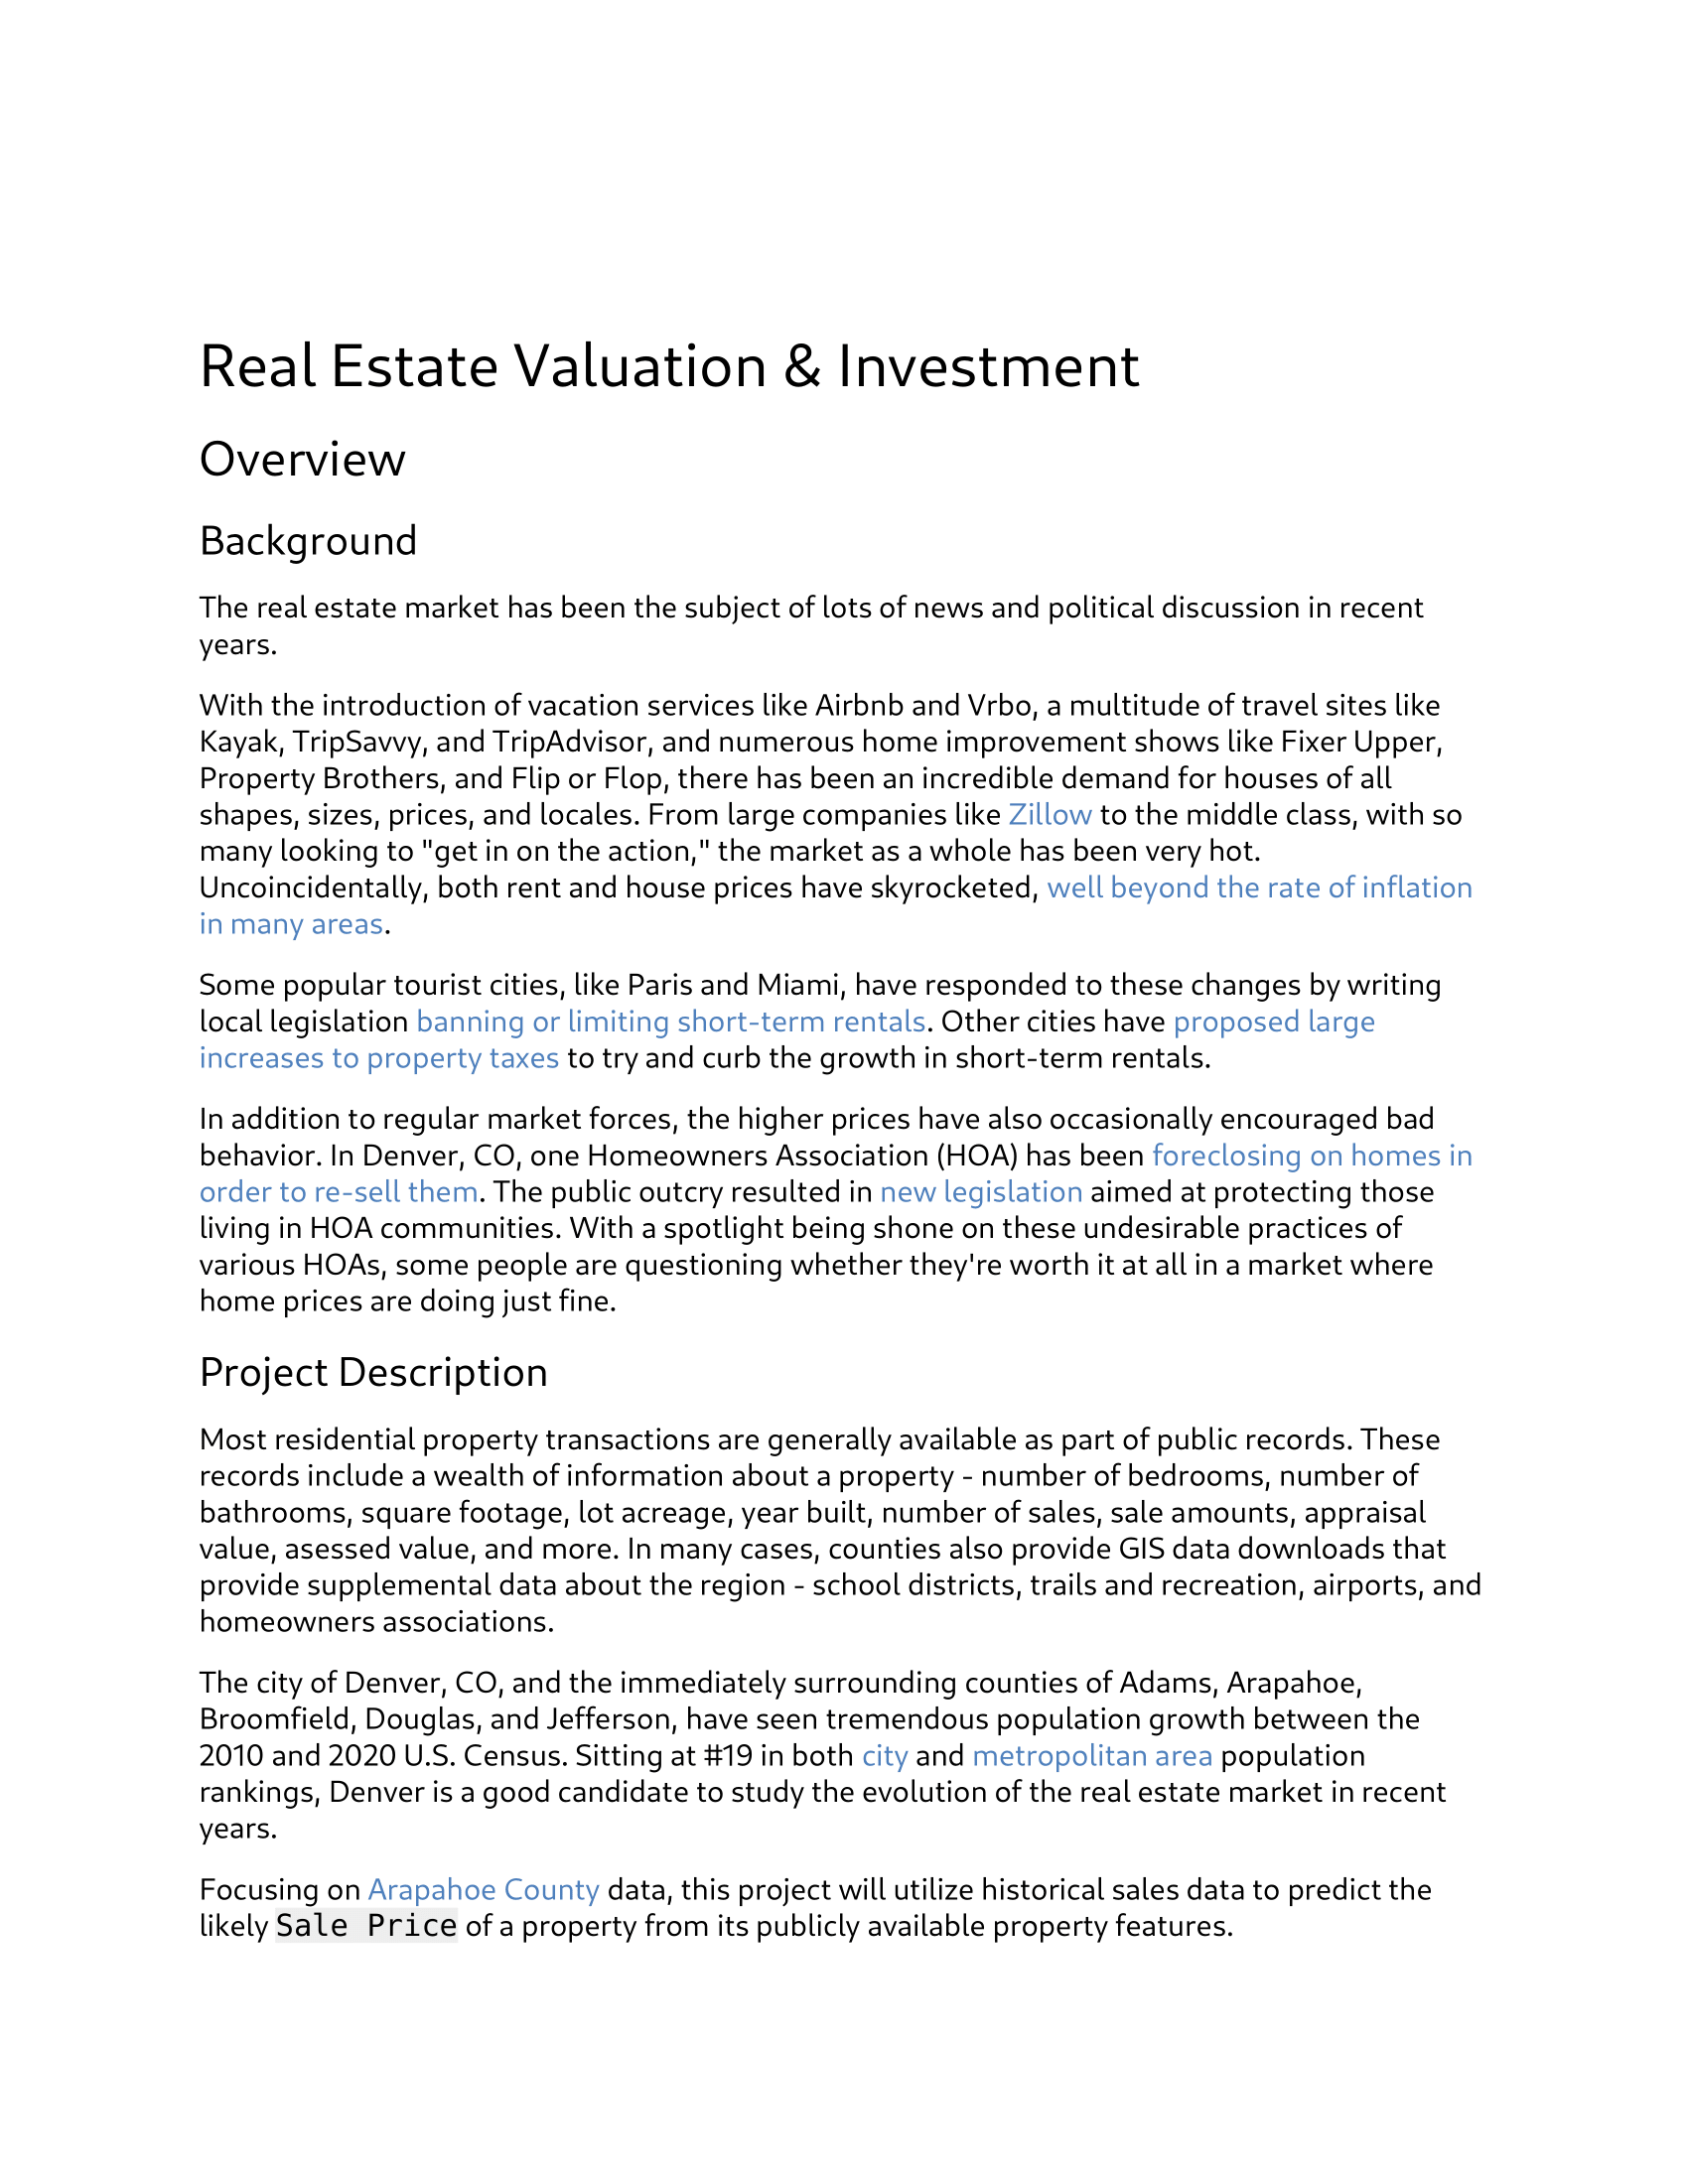 Real Estate Valuation & Investment
Overview
Background
The real estate market has been the subject of lots of news and political discussion in recent
years.
With the introduction of vacation services like Airbnb and Vrbo, a multitude of travel sites like
Kayak, TripSavvy, and TripAdvisor, and numerous home improvement shows like Fixer Upper,
Property Brothers, and Flip or Flop, there has been an incredible demand for houses of all
shapes, sizes, prices, and locales. From large companies like Zillow to the middle class, with so
many looking to "get in on the action," the market as a whole has been very hot.
Uncoincidentally, both rent and house prices have skyrocketed, well beyond the rate of inflation
in many areas.
Some popular tourist cities, like Paris and Miami, have responded to these changes by writing
local legislation banning or limiting short-term rentals. Other cities have proposed large
increases to property taxes to try and curb the growth in short-term rentals.
In addition to regular market forces, the higher prices have also occasionally encouraged bad
behavior. In Denver, CO, one Homeowners Association (HOA) has been foreclosing on homes in
order to re-sell them. The public outcry resulted in new legislation aimed at protecting those
living in HOA communities. With a spotlight being shone on these undesirable practices of
various HOAs, some people are questioning whether they're worth it at all in a market where
home prices are doing just fine.
Project Description
Most residential property transactions are generally available as part of public records. These
records include a wealth of information about a property - number of bedrooms, number of
bathrooms, square footage, lot acreage, year built, number of sales, sale amounts, appraisal
value, asessed value, and more. In many cases, counties also provide GIS data downloads that
provide supplemental data about the region - school districts, trails and recreation, airports, and
homeowners associations.
The city of Denver, CO, and the immediately surrounding counties of Adams, Arapahoe,
Broomfield, Douglas, and Jefferson, have seen tremendous population growth between the
2010 and 2020 U.S. Census. Sitting at #19 in both city and metropolitan area population
rankings, Denver is a good candidate to study the evolution of the real estate market in recent
years.
Focusing on Arapahoe County data, this project will utilize historical sales data to predict the
likely Sale Price of a property from its publicly available property features.